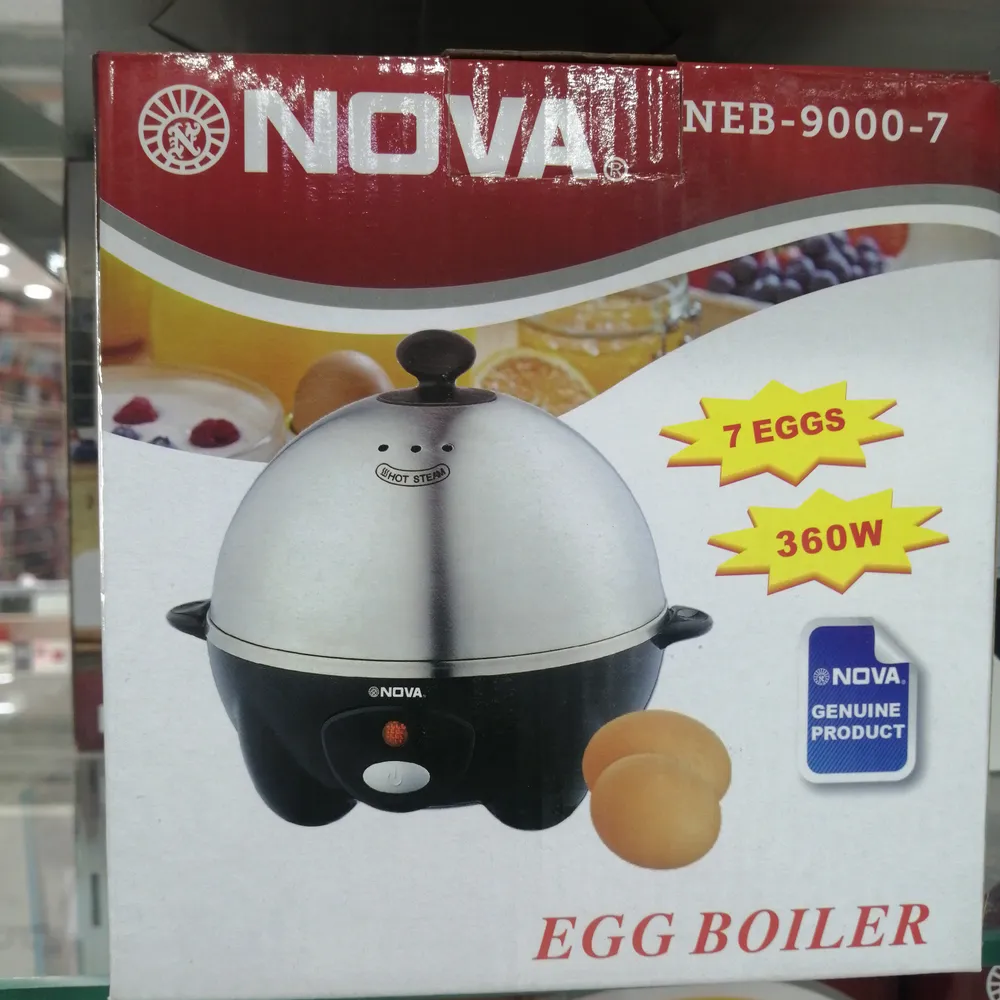 NOVA®
NEB-9000-7
HOT STEAM
7 EGGS
360W
NOVA
NOVA
GENUINE
PRODUCT
EGG BOILER